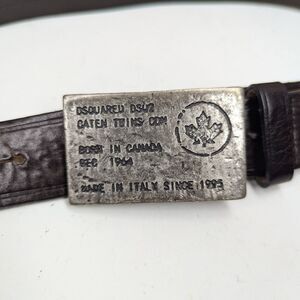 DSQUARED DSQ2
CATEN TWINS COM
BORN IN CANADA
DEC 1964
MADE IN ITALY SINCE 1995